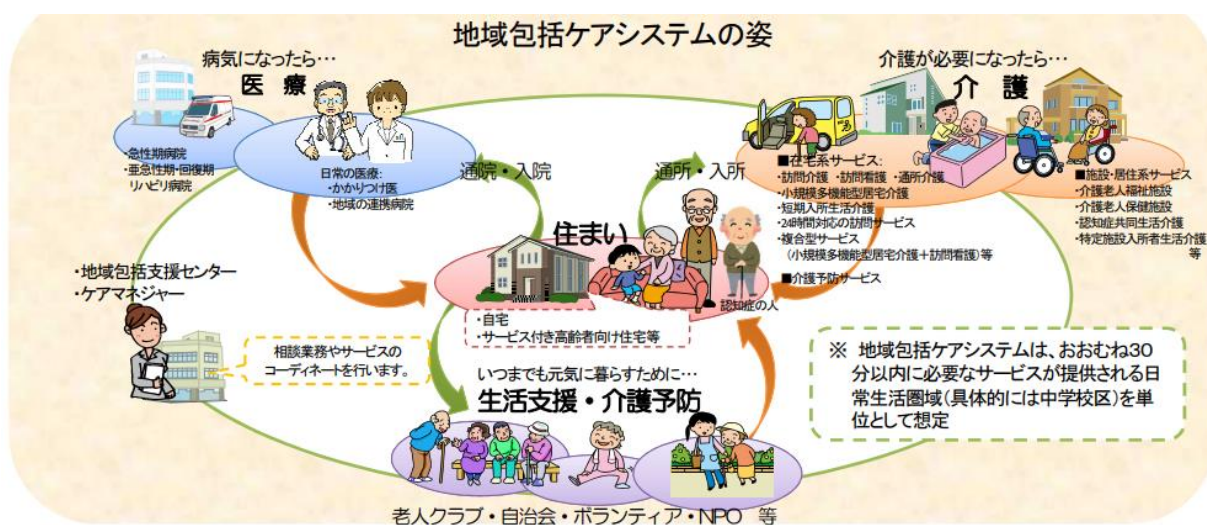 地域包括ケアシステムの姿
病気になったら…
医 療
・急性期病院
・亜急性期・回復期
リハビリ病院
日常の医療:
・かかりつけ医
・地域の連携病院
通院・入院
通所・入所
介護が必要になったら…
介 護
■在宅系サービス:
・訪問介護 ・訪問看護 ・通所介護
・小規模多機能型居宅介護
・短期入所生活介護
・24時間対応の訪問サービス
・複合型サービス
(小規模多機能型居宅介護+訪問看護)等
■介護予防サービス
■施設・居住系サービス
・介護老人福祉施設
・介護老人保健施設
・認知症共同生活介護
・特定施設入所者生活介護
等
住まい
・自宅
・サービス付き高齢者向け住宅等
認知症の人
・地域包括支援センター
・ケアマネジャー
相談業務やサービスの
コーディネートを行います。
いつまでも元気に暮らすために…
生活支援・介護予防
老人クラブ・自治会・ボランティア・NPO 等
※ 地域包括ケアシステムは、おおむね30
分以内に必要なサービスが提供される日
常生活圏域(具体的には中学校区)を単
位として想定